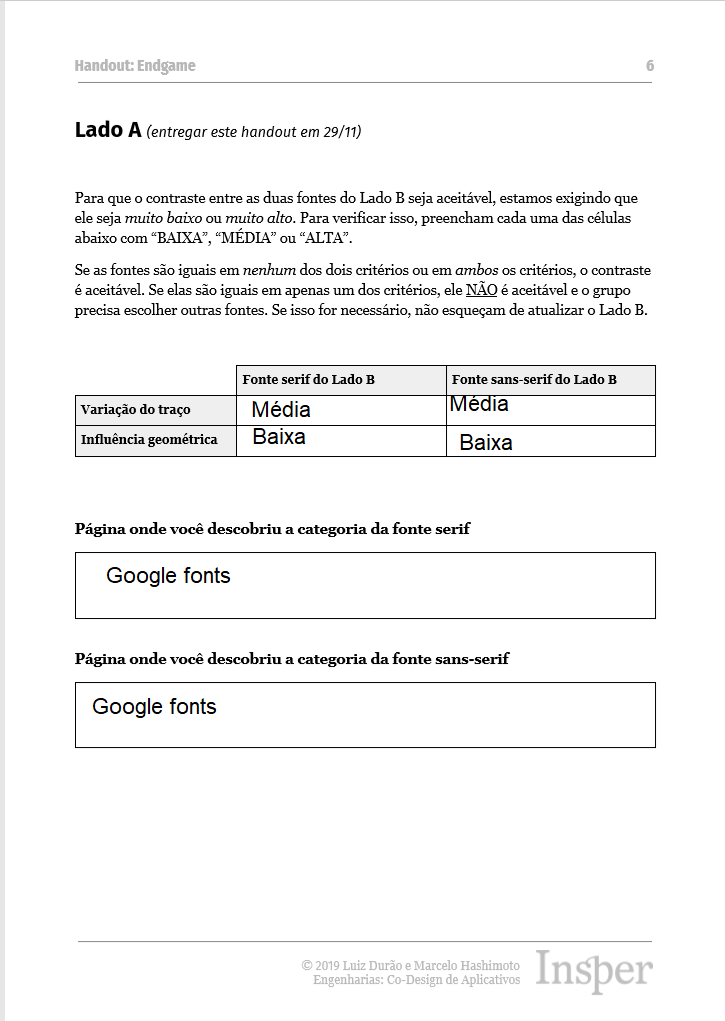 Handout: Endgame 6
Lado A (entregar este handout em 29/11)
Para que o contraste entre as duas fontes do Lado B seja aceitável, estamos exigindo que
ele seja muito baixo ou muito alto. Para verificar isso, preencham cada uma das células
abaixo com “BAIXA”, “MÉDIA” ou “ALTA”.
Se as fontes são iguais em nenhum dos dois critérios ou em ambos os critérios, o contraste
é aceitável. Se elas são iguais em apenas um dos critérios, ele NÃO é aceitável e o grupo
precisa escolher outras fontes. Se isso for necessário, não esqueçam de atualizar o Lado B.
Fonte serif do Lado B Fonte sans-serif do Lado B
Variação do traço Média Média
Influência geométrica Baixa Baixa
Página onde você descobriu a categoria da fonte serif
Google fonts
Página onde você descobriu a categoria da fonte sans-serif
Google fonts
© 2019 Luiz Durão e Marcelo Hashimoto
Engenharias: Co-Design de Aplicativos
Insper